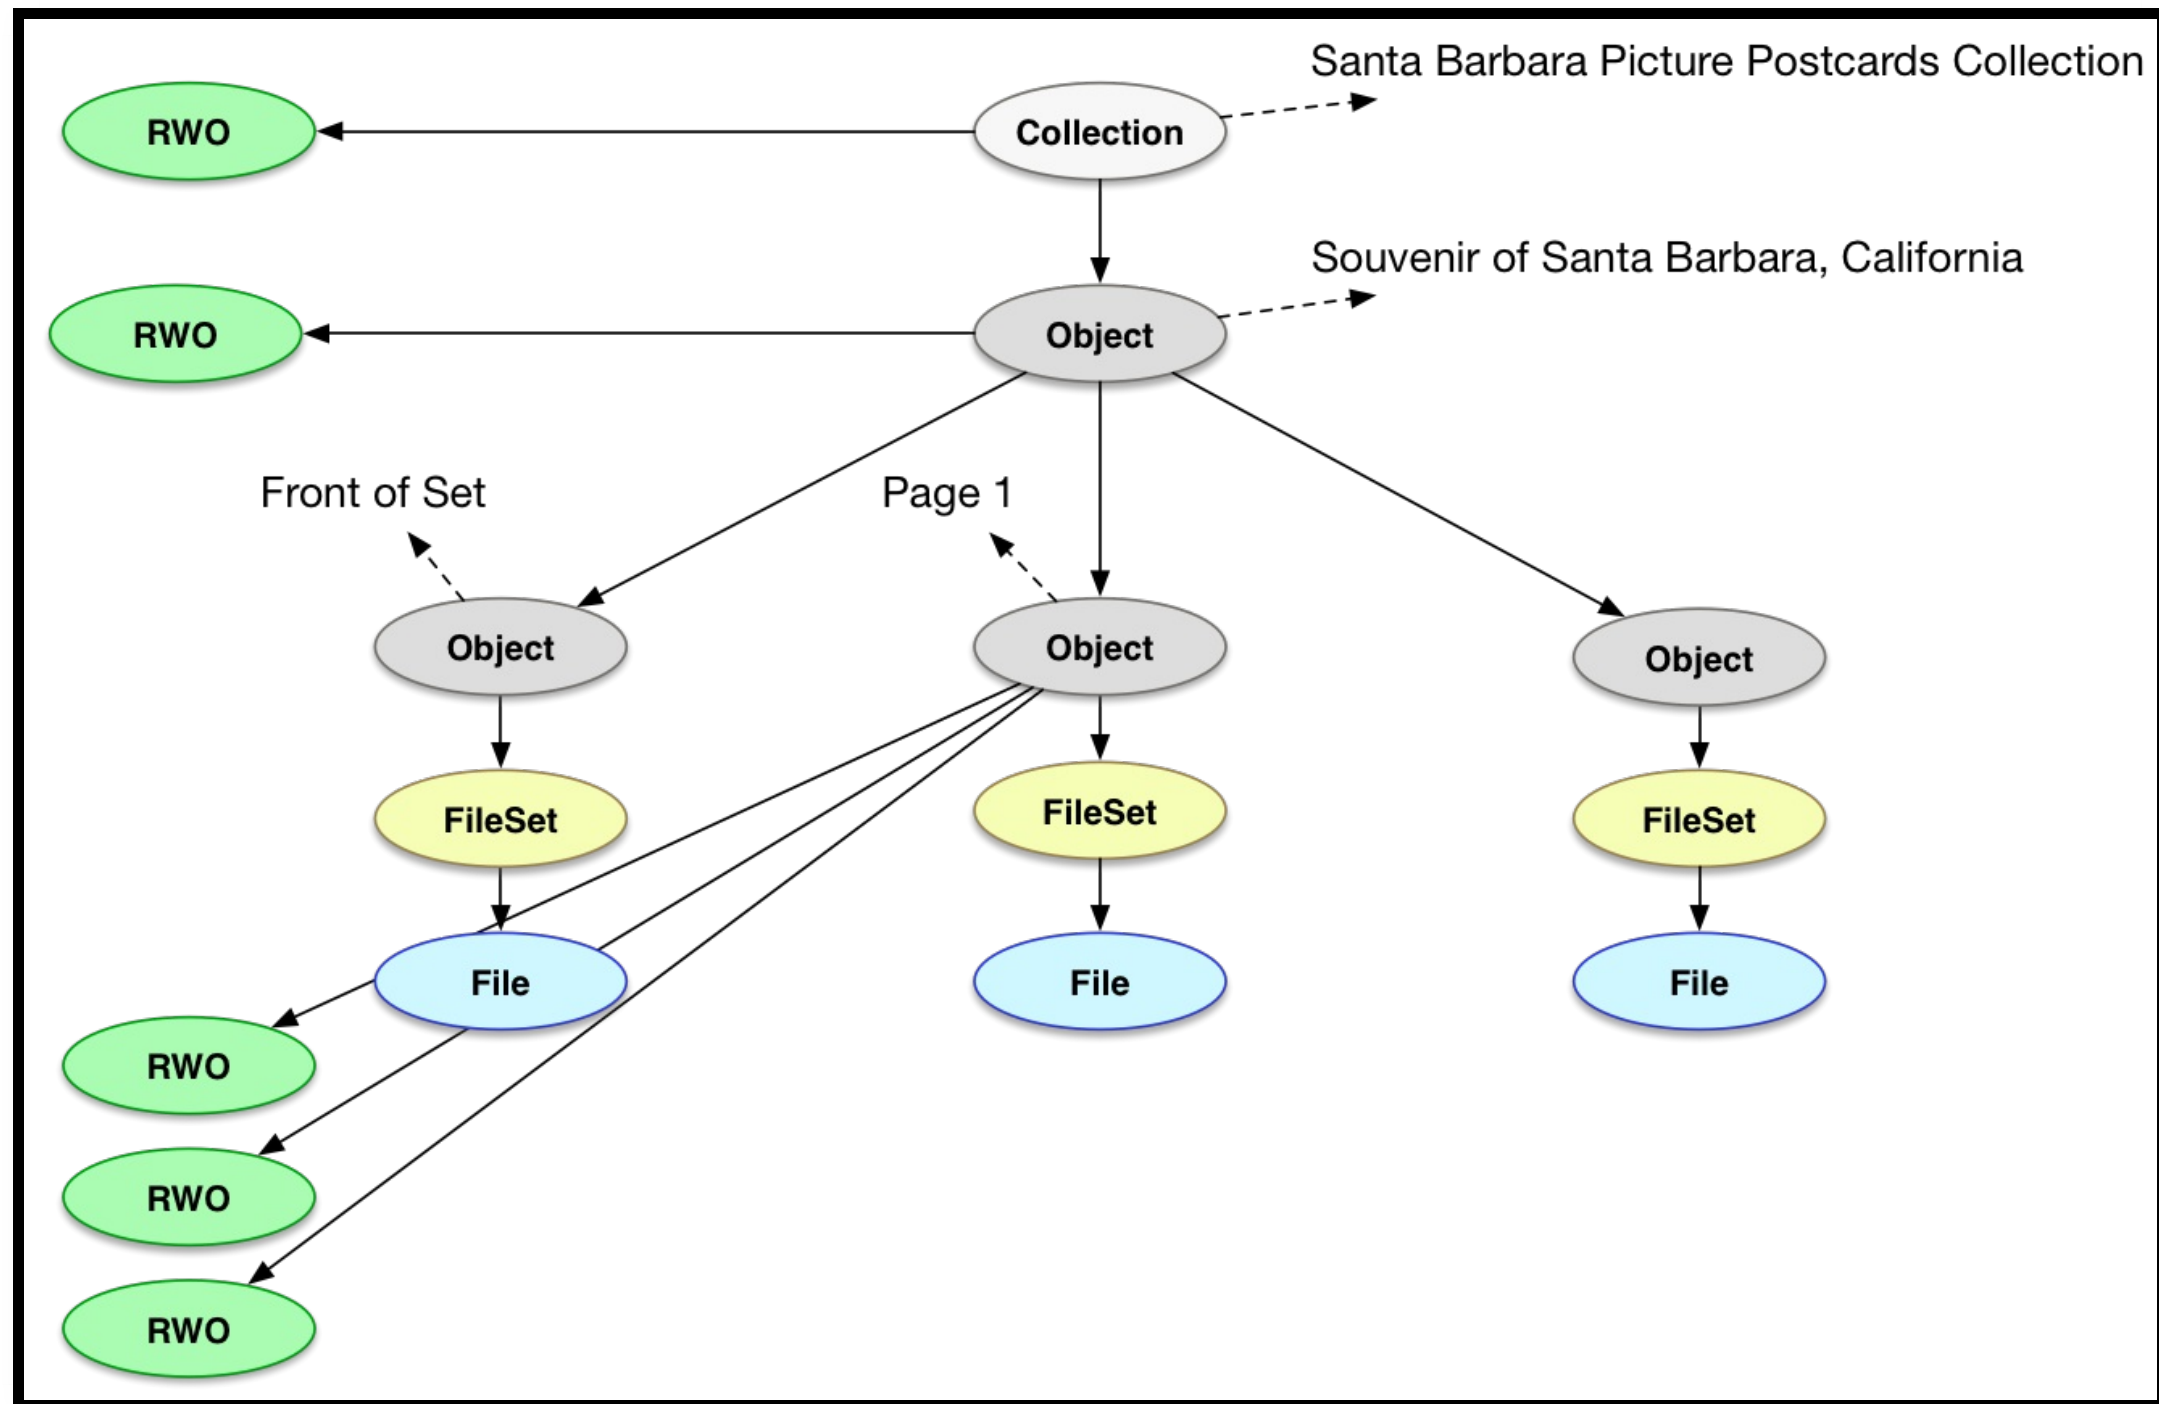 Santa Barbara Picture Postcards Collection
RWO
Collection
Souvenir of Santa Barbara, California
RWO
Object
Front of Set
Page 1
Object
Object
Object
FileSet
FileSet
FileSet
File
File
File
RWO
RWO
RWO